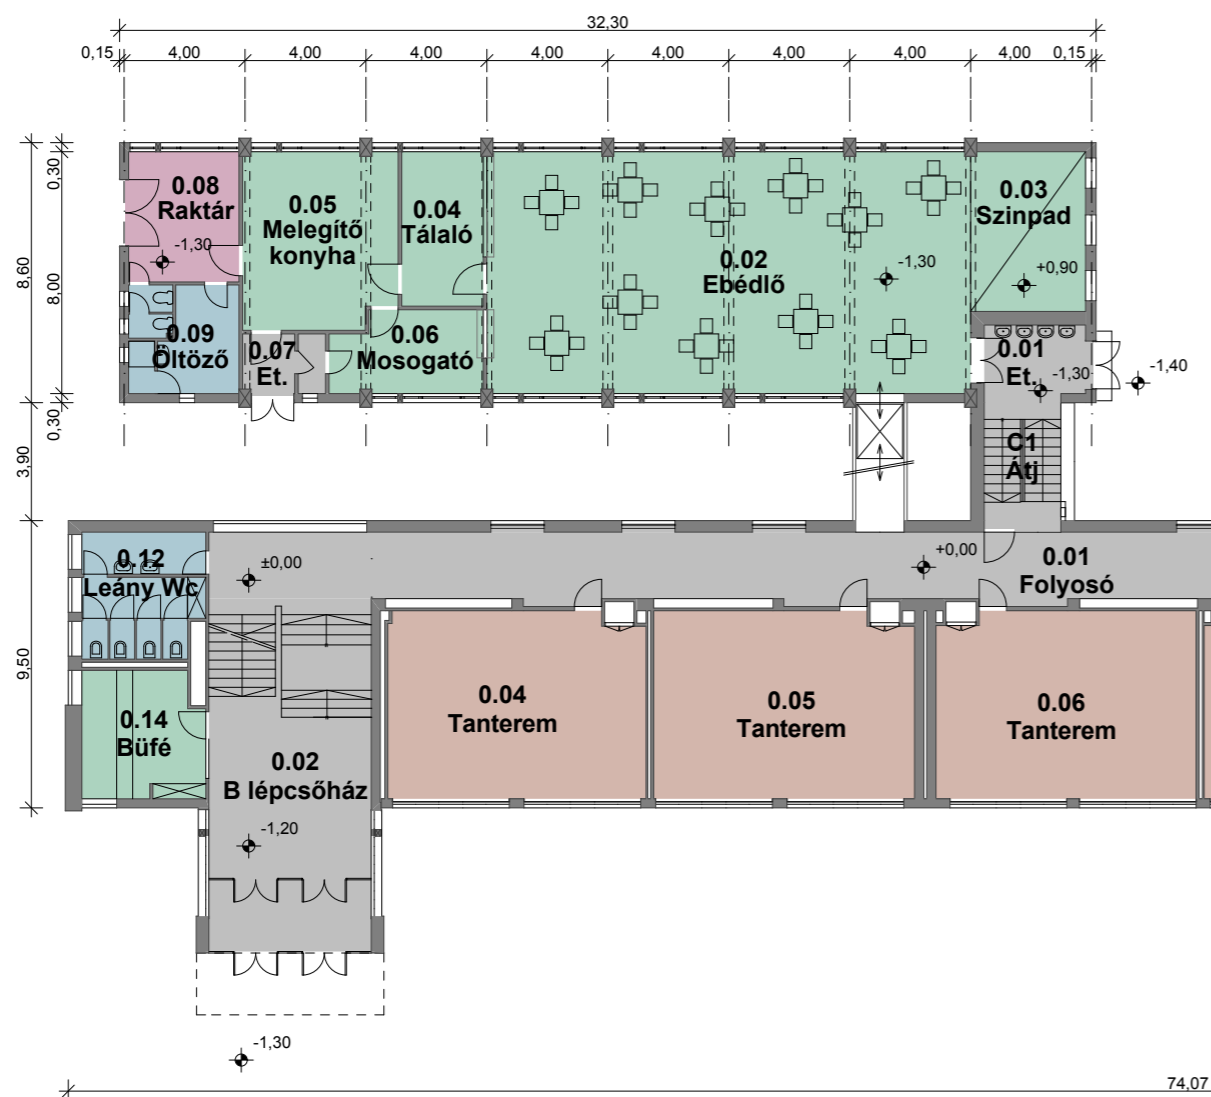 32,30
0,15 4,00 4,00 4,00 4,00 4,00 4,00 4,00 4,00 0,15
0,30
8,60
8,00
0,30
3,90
9,50
0.08
Raktár
-1,30
0.05
Melegítő
konyha
0.04
Tálaló
0.02
Ebédlő
-1,30
0.03
Szinpad
+0,90
0.09
Öltöző
0.07
Et.
0.06
Mosogató
0.01
Et.
-1,30
-1,40
C1
Átj
0.12
Leány Wc
±0,00
+0,00
0.01
Folyosó
0.04
Tanterem
0.05
Tanterem
0.06
Tanterem
0.14
Büfé
0.02
B lépcsőház
-1,20
-1,30
74,07